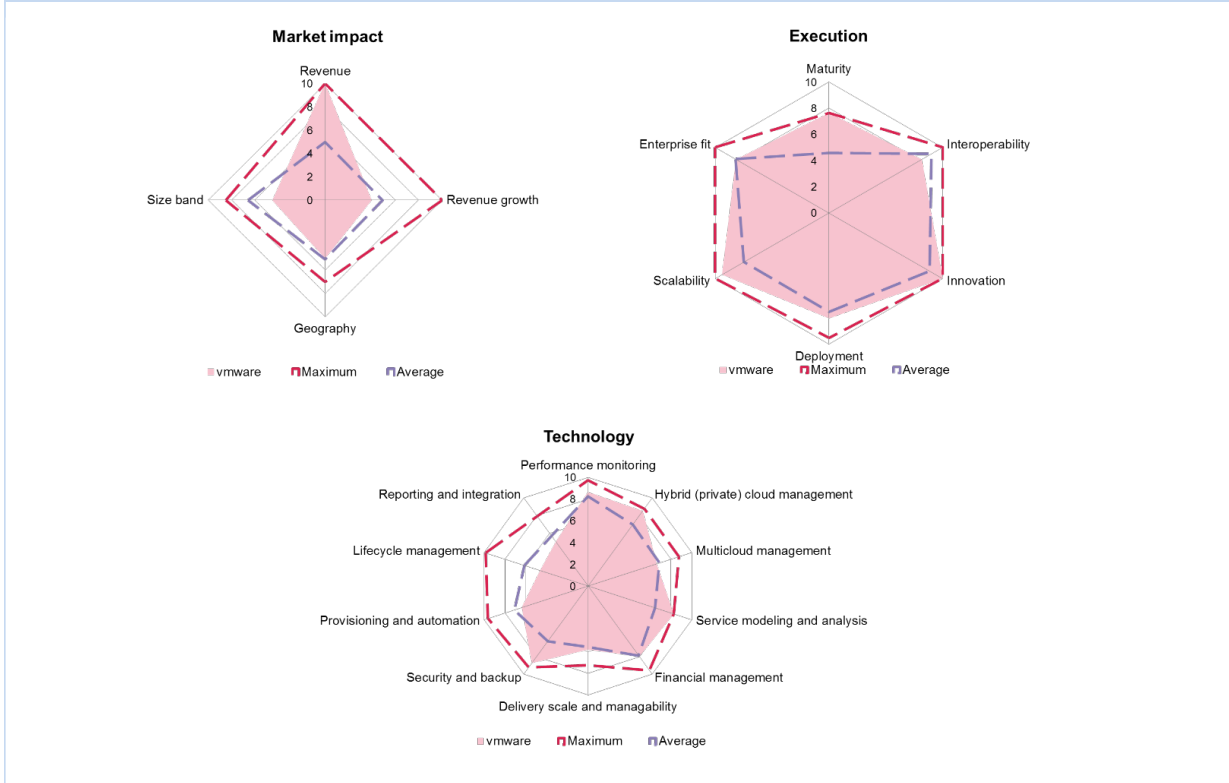 Market impact
Revenue
10
8
6
4
2
0
Size band
Revenue growth
Geography
vmware Maximum Average
Execution
Maturity
10
8
6
4
2
0
Enterprise fit
Interoperability
Scalability
Innovation
Deployment
vmware Maximum Average
Technology
Performance monitoring
10
8
6
4
2
0
Reporting and integration
Hybrid (private) cloud management
Lifecycle management
Multicloud management
Provisioning and automation
Service modeling and analysis
Security and backup
Financial management
Delivery scale and managability
vmware Maximum Average